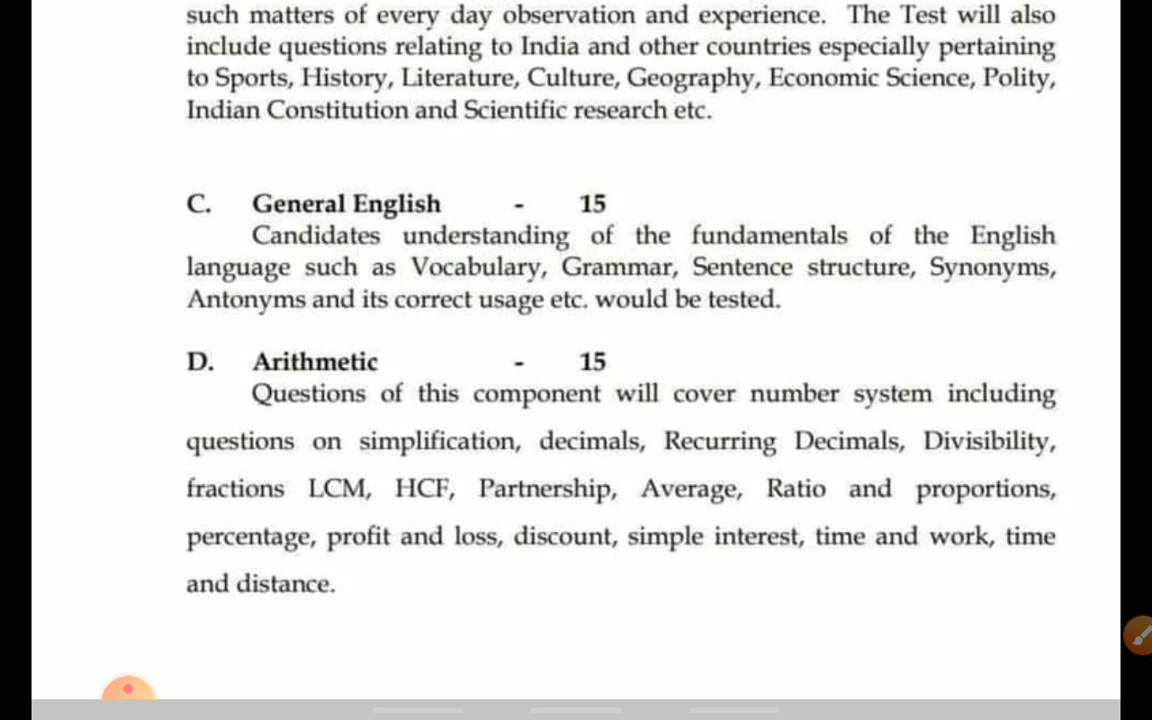 such matters of every day observation and experience. The Test will also
include questions relating to India and other countries especially pertaining
to Sports, History, Literature, Culture, Geography, Economic Science, Polity,
Indian Constitution and Scientific research etc.
C. General English - 15
Candidates understanding of the fundamentals of the English
language such as Vocabulary, Grammar, Sentence structure, Synonyms,
Antonyms and its correct usage etc. would be tested.
D. Arithmetic - 15
Questions of this component will cover number system including
questions on simplification, decimals, Recurring Decimals, Divisibility,
fractions LCM, HCF, Partnership, Average, Ratio and proportions,
percentage, profit and loss, discount, simple interest, time and work, time
and distance.